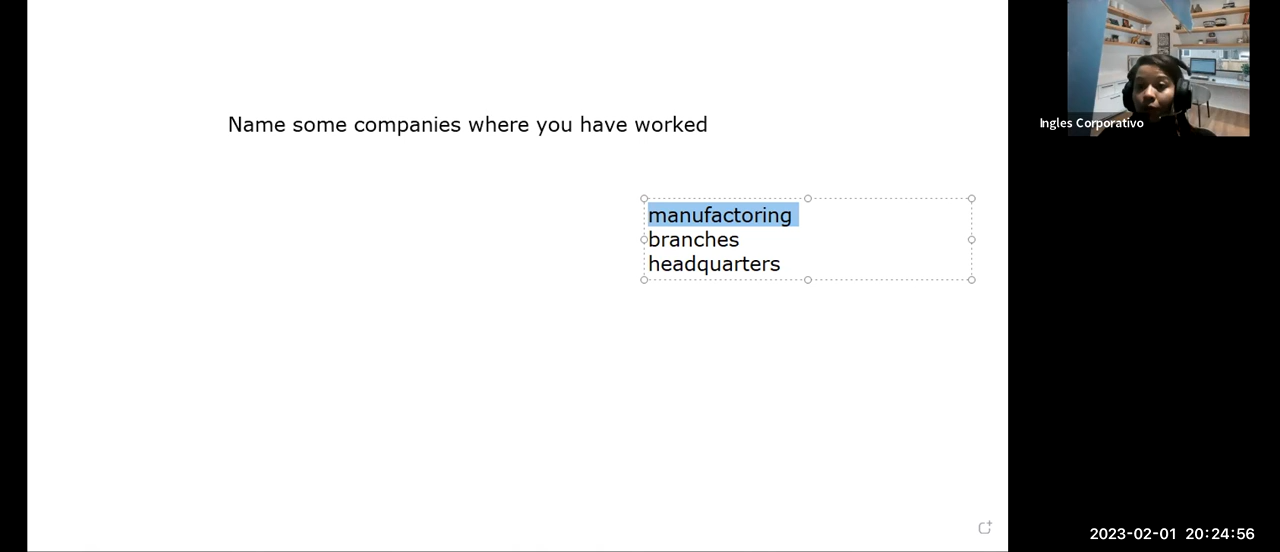 Name some companies where you have worked
manufactoring
branches
headquarters
Ingles Corporativo
2023-02-01 20:24:56